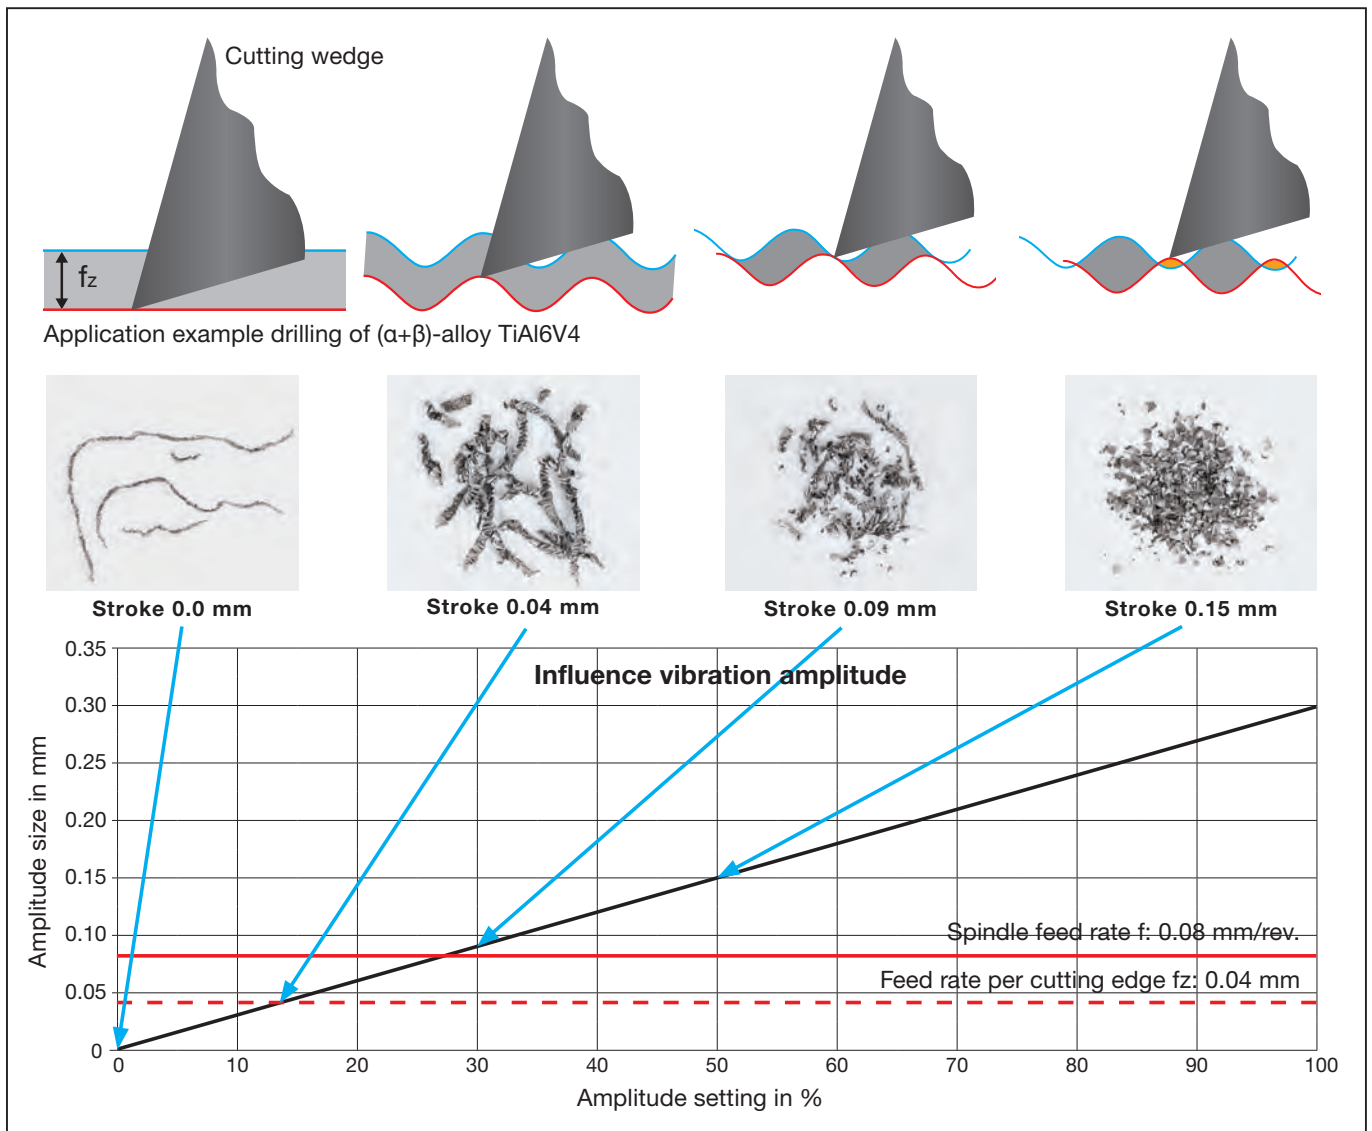 Cutting wedge
fz
Application example drilling of (α+β)-alloy TiAl6V4
Stroke 0.0 mm
Stroke 0.04 mm
Stroke 0.09 mm
Stroke 0.15 mm
Influence vibration amplitude
Amplitude size in mm
0.35
0.30
0.25
0.20
0.15
0.10
0.05
0
Spindle feed rate f: 0.08 mm/rev.
Feed rate per cutting edge fz: 0.04 mm
0 10 20 30 40 50 60 70 80 90 100
Amplitude setting in %